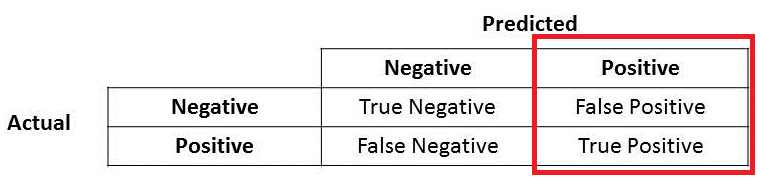 Predicted
Negative Positive
Actual
Negative True Negative False Positive
Positive False Negative True Positive